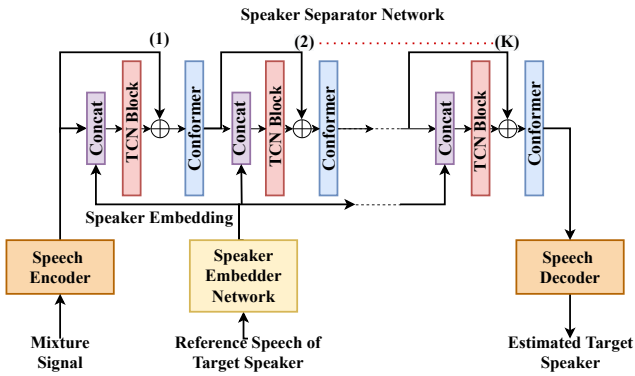 Speaker Separator Network
(1)
(2)
(K)
Concat
TCN Block
Conformer
Concat
TCN Block
Conformer
Concat
TCN Block
Conformer
Speaker Embedding
Speech
Encoder
Speaker
Embedder
Network
Speech
Decoder
Mixture
Signal
Reference Speech of
Target Speaker
Estimated Target
Speaker